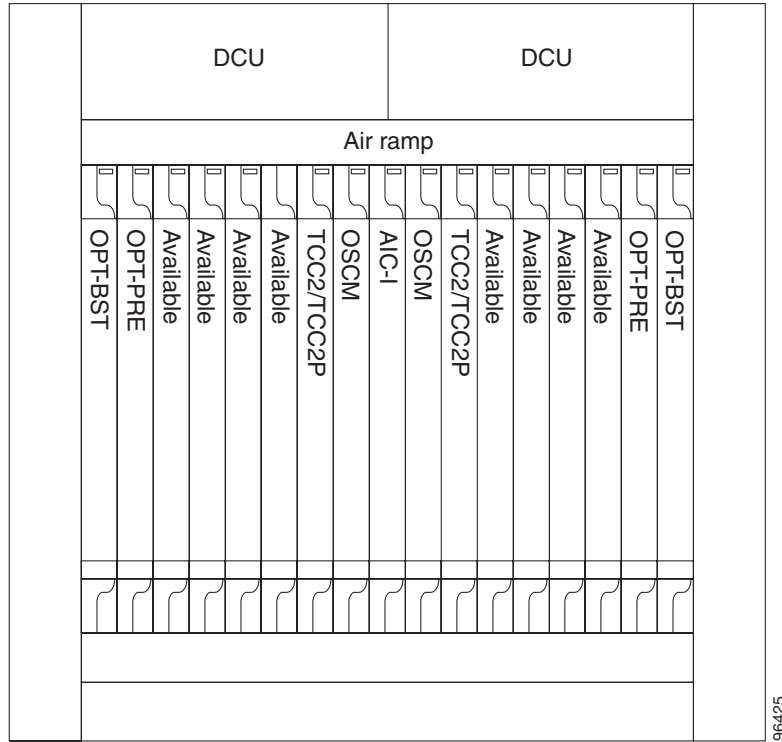 DCU
DCU
Air ramp
OPT-BST
OPT-PRE
Available
Available
Available
Available
TCC2/TCC2P
OSCM
AIC-I
OSCM
TCC2/TCC2P
Available
Available
Available
Available
OPT-PRE
OPT-BST
96425